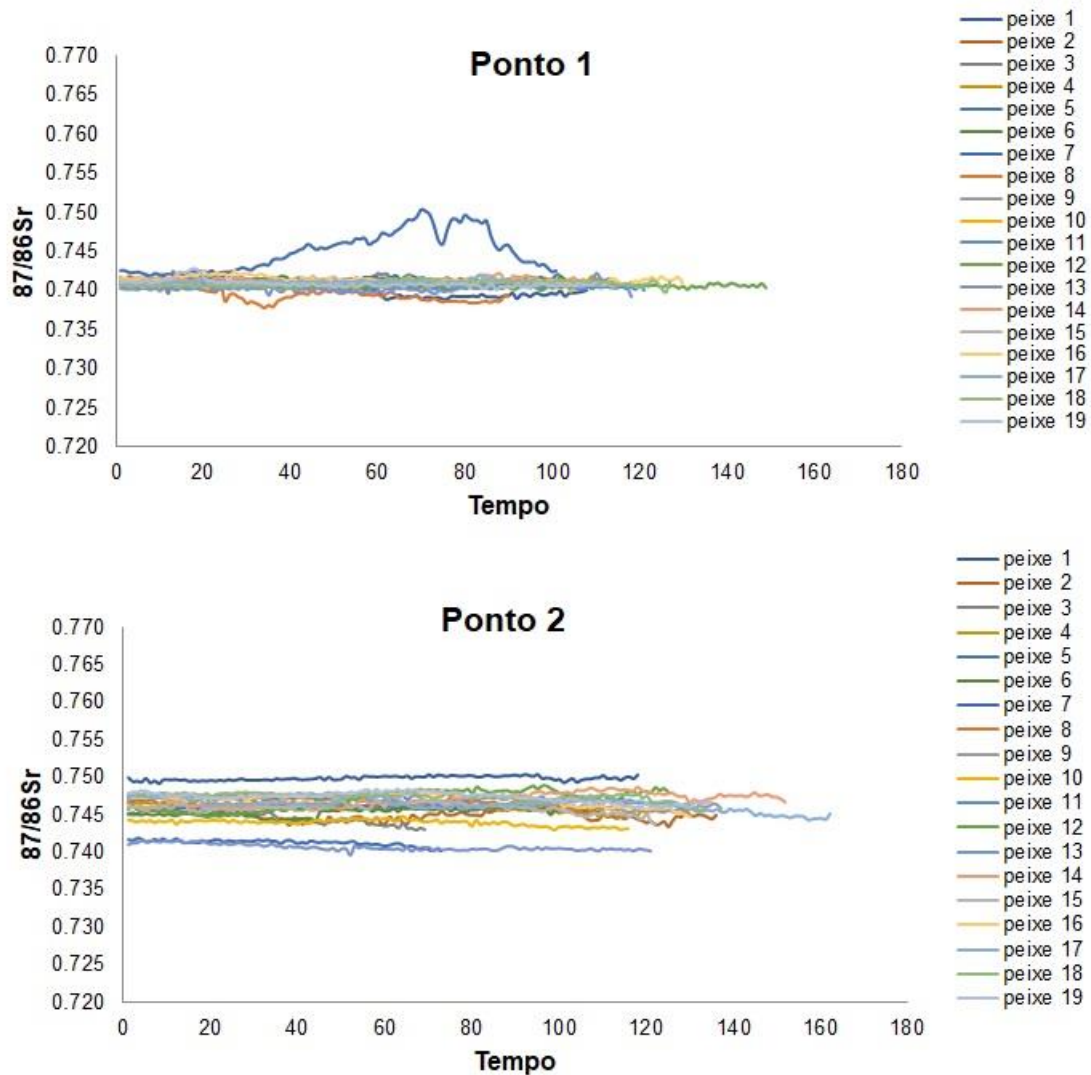 Ponto 1
87/86Sr
0.770
0.765
0.760
0.755
0.750
0.745
0.740
0.735
0.730
0.725
0.720
0 20 40 60 80 100 120 140 160 180
Tempo
peixe 1
peixe 2
peixe 3
peixe 4
peixe 5
peixe 6
peixe 7
peixe 8
peixe 9
peixe 10
peixe 11
peixe 12
peixe 13
peixe 14
peixe 15
peixe 16
peixe 17
peixe 18
peixe 19
Ponto 2
87/86Sr
0.770
0.765
0.760
0.755
0.750
0.745
0.740
0.735
0.730
0.725
0.720
0 20 40 60 80 100 120 140 160 180
Tempo
peixe 1
peixe 2
peixe 3
peixe 4
peixe 5
peixe 6
peixe 7
peixe 8
peixe 9
peixe 10
peixe 11
peixe 12
peixe 13
peixe 14
peixe 15
peixe 16
peixe 17
peixe 18
peixe 19